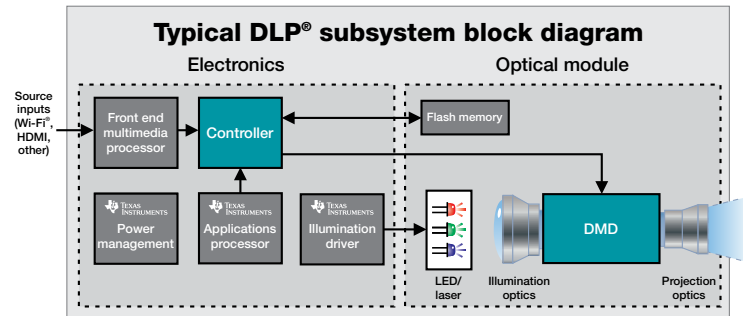 Typical DLP® subsystem block diagram
Electronics
Optical module
Source
inputs
(Wi-Fi®,
HDMI,
other)
Front end
multimedia
processor
Controller
Flash memory
TEXAS
INSTRUMENTS
Power
management
TEXAS
INSTRUMENTS
Applications
processor
TEXAS
INSTRUMENTS
Illumination
driver
DMD
LED/
laser
Illumination
optics
Projection
optics